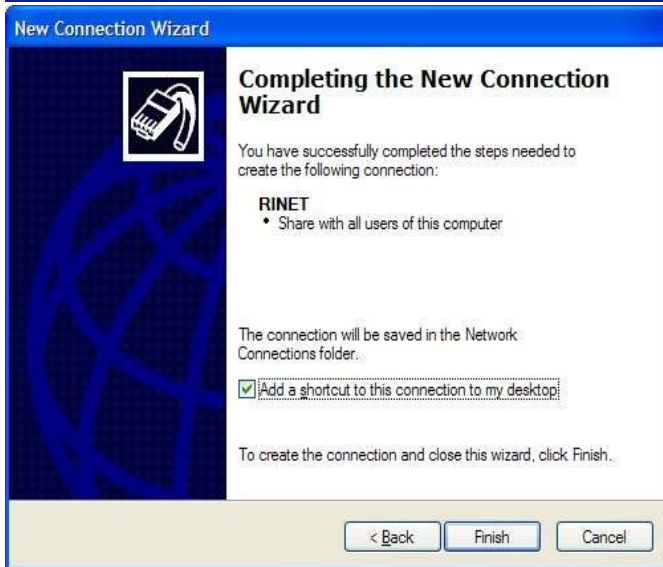 New Connection Wizard
Completing the New Connection
Wizard
You have successfully completed the steps needed to
create the following connection:
RINET
• Share with all users of this computer
The connection will be saved in the Network
Connections folder.
Add a shortcut to this connection to my desktop
To create the connection and close this wizard, click Finish.
< Back Finish Cancel